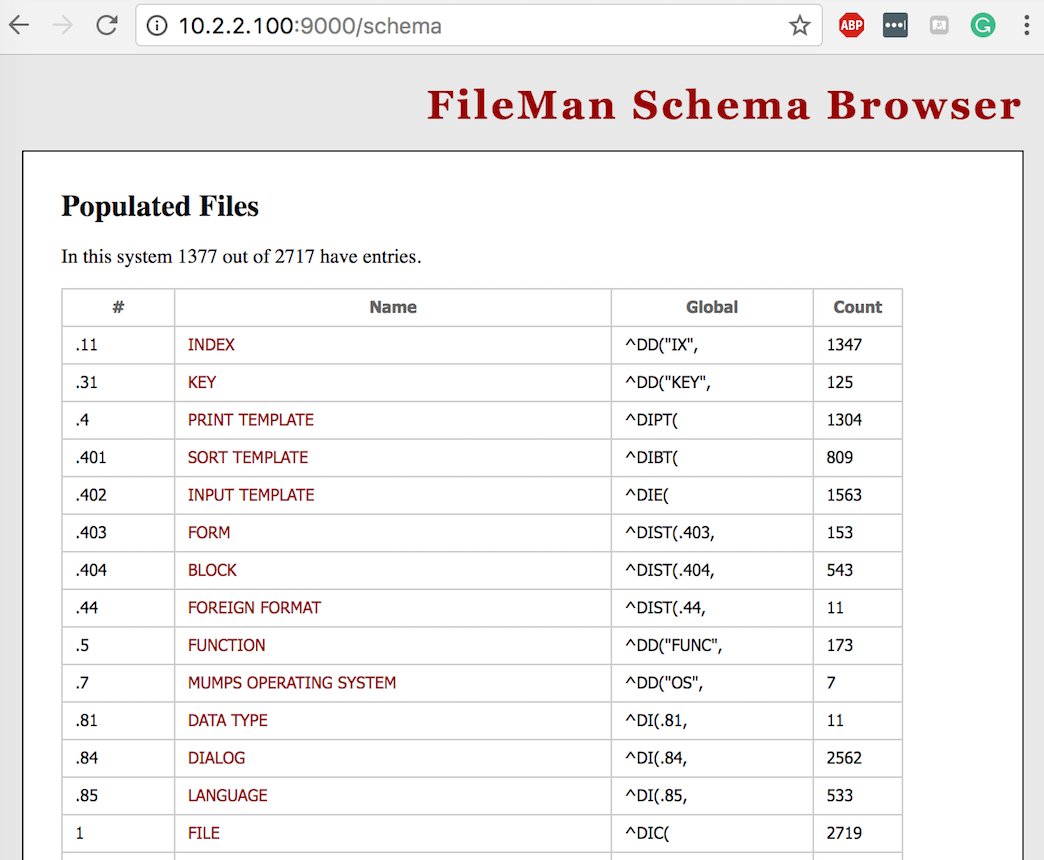 10.2.2.100:9000/schema
ABP
FileMan Schema Browser
Populated Files
In this system 1377 out of 2717 have entries.
# Name Global Count
.11 INDEX ^DD("IX", 1347
.31 KEY ^DD("KEY", 125
.4 PRINT TEMPLATE ^DIPT( 1304
.401 SORT TEMPLATE ^DIBT( 809
.402 INPUT TEMPLATE ^DIE( 1563
.403 FORM ^DIST(.403, 153
.404 BLOCK ^DIST(.404, 543
.44 FOREIGN FORMAT ^DIST(.44, 11
.5 FUNCTION ^DD("FUNC", 173
.7 MUMPS OPERATING SYSTEM ^DD("OS", 7
.81 DATA TYPE ^DI(.81, 11
.84 DIALOG ^DI(.84, 2562
.85 LANGUAGE ^DI(.85, 533
1 FILE ^DIC( 2719